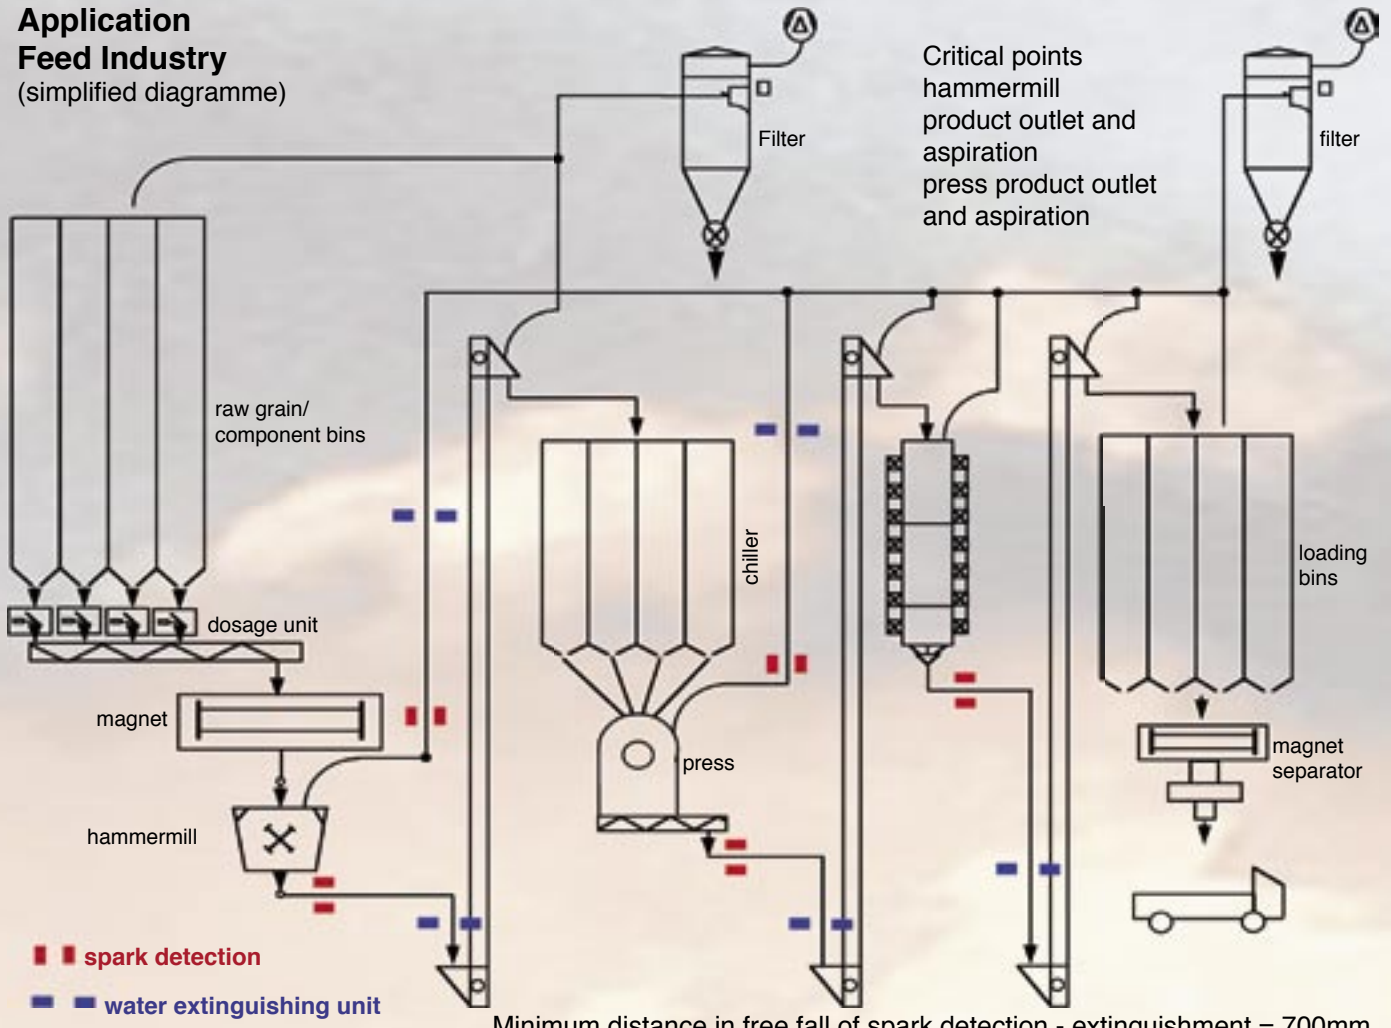 Application
Feed Industry
(simplified diagramme)
Critical points
hammermill
product outlet and
aspiration
press product outlet
and aspiration
Filter
filter
raw grain/
component bins
chiller
loading
bins
dosage unit
magnet
press
magnet
separator
hammermill
spark detection
water extinguishing unit
Minimum distance in free fall of spark detection - extinguishment = 700mm